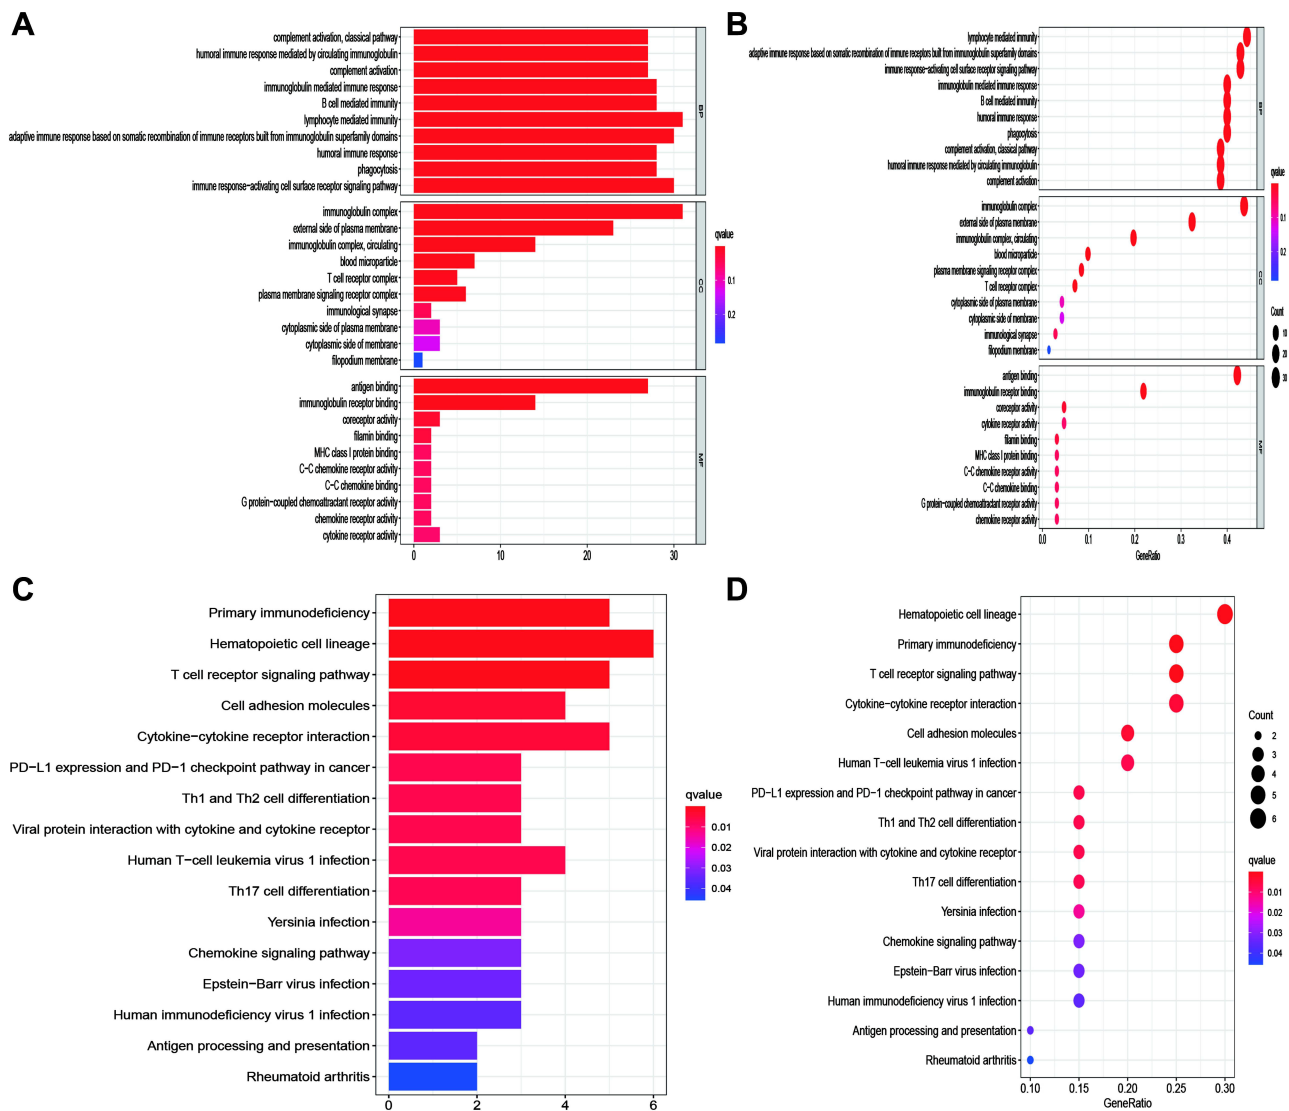 A
complement activation, classical pathway
humoral immune response mediated by circulating immunoglobulin
complement activation
immunoglobulin mediated immune response
B cell mediated immunity
lymphocyte mediated immunity
adaptive immune response based on somatic recombination of immune receptors built from immunoglobulin superfamily domains
humoral immune response
phagocytosis
immune response−activating cell surface receptor signaling pathway
BP
immunoglobulin complex
external side of plasma membrane
immunoglobulin complex, circulating
blood microparticle
T cell receptor complex
plasma membrane signaling receptor complex
immunological synapse
cytoplasmic side of plasma membrane
cytoplasmic side of membrane
filopodium membrane
CC
antigen binding
immunoglobulin receptor binding
coreceptor activity
filamin binding
MHC class I protein binding
C−C chemokine receptor activity
C−C chemokine binding
G protein−coupled chemoattractant receptor activity
chemokine receptor activity
cytokine receptor activity
MF
0 10 20 30
qvalue
0.1
0.2
B
lymphocyte mediated immunity
adaptive immune response based on somatic recombination of immune receptors built from immunoglobulin superfamily domains
immune response−activating cell surface receptor signaling pathway
immunoglobulin mediated immune response
B cell mediated immunity
humoral immune response
phagocytosis
complement activation, classical pathway
humoral immune response mediated by circulating immunoglobulin
complement activation
BP
immunoglobulin complex
external side of plasma membrane
immunoglobulin complex, circulating
blood microparticle
plasma membrane signaling receptor complex
T cell receptor complex
cytoplasmic side of plasma membrane
cytoplasmic side of membrane
immunological synapse
filopodium membrane
CC
antigen binding
immunoglobulin receptor binding
coreceptor activity
cytokine receptor activity
filamin binding
MHC class I protein binding
C−C chemokine receptor activity
C−C chemokine binding
G protein−coupled chemoattractant receptor activity
chemokine receptor activity
MF
0.0 0.1 0.2 0.3 0.4
GeneRatio
qvalue
0.1
0.2
Count
10
20
30
C
Primary immunodeficiency
Hematopoietic cell lineage
T cell receptor signaling pathway
Cell adhesion molecules
Cytokine−cytokine receptor interaction
PD−L1 expression and PD−1 checkpoint pathway in cancer
Th1 and Th2 cell differentiation
Viral protein interaction with cytokine and cytokine receptor
Human T−cell leukemia virus 1 infection
Th17 cell differentiation
Yersinia infection
Chemokine signaling pathway
Epstein−Barr virus infection
Human immunodeficiency virus 1 infection
Antigen processing and presentation
Rheumatoid arthritis
0 2 4 6
qvalue
0.01
0.02
0.03
0.04
D
Hematopoietic cell lineage
Primary immunodeficiency
T cell receptor signaling pathway
Cytokine−cytokine receptor interaction
Cell adhesion molecules
Human T−cell leukemia virus 1 infection
PD−L1 expression and PD−1 checkpoint pathway in cancer
Th1 and Th2 cell differentiation
Viral protein interaction with cytokine and cytokine receptor
Th17 cell differentiation
Yersinia infection
Chemokine signaling pathway
Epstein−Barr virus infection
Human immunodeficiency virus 1 infection
Antigen processing and presentation
Rheumatoid arthritis
0.10 0.15 0.20 0.25 0.30
GeneRatio
Count
2
3
4
5
6
qvalue
0.01
0.02
0.03
0.04